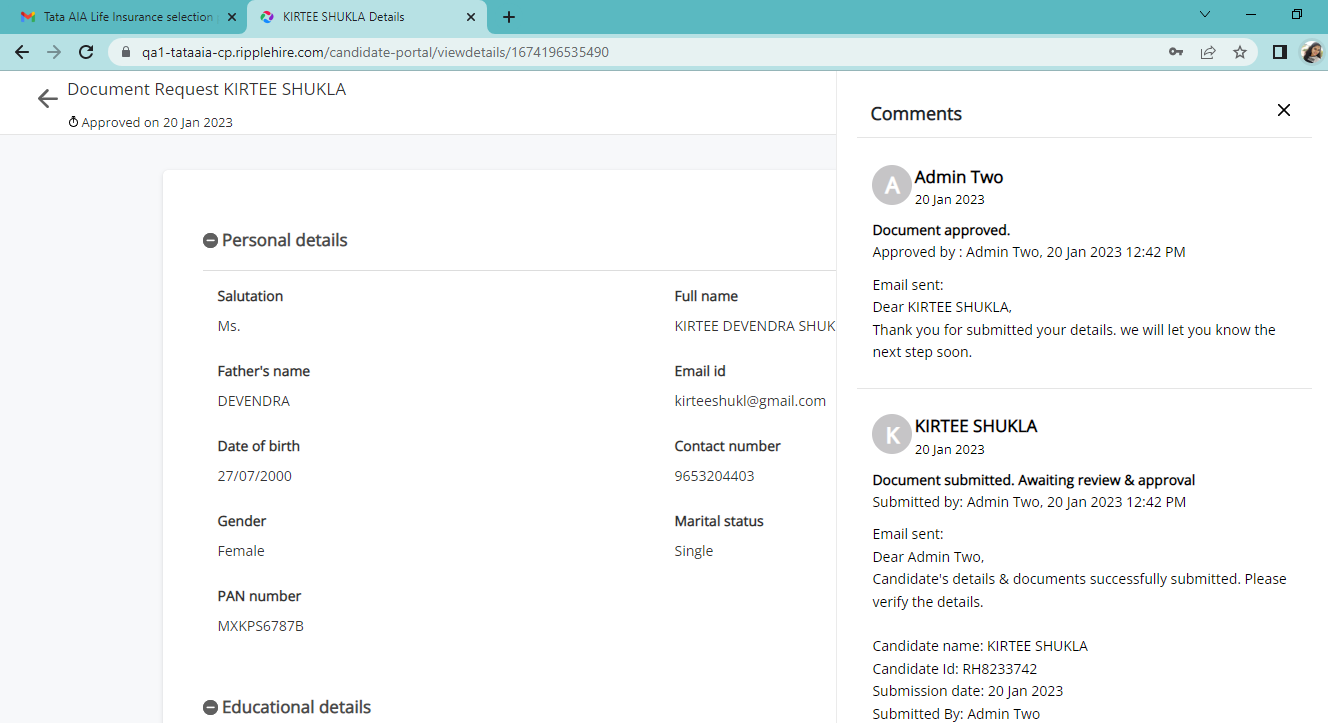 Tata AIA Life Insurance selection
KIRTEE SHUKLA Details
qa1-tataaia-cp.ripplehire.com/candidate-portal/viewdetails/1674196535490
Document Request KIRTEE SHUKLA
Approved on 20 Jan 2023
Personal details
Salutation
Full name
Ms.
KIRTEE DEVENDRA SHUK
Father's name
Email id
DEVENDRA
kirteeshukl@gmail.com
Date of birth
Contact number
27/07/2000
9653204403
Gender
Marital status
Female
Single
PAN number
MXKPS6787B
Educational details
Comments
A
Admin Two
20 Jan 2023
Document approved.
Approved by : Admin Two, 20 Jan 2023 12:42 PM
Email sent:
Dear KIRTEE SHUKLA,
Thank you for submitted your details. we will let you know the
next step soon.
K
KIRTEE SHUKLA
20 Jan 2023
Document submitted. Awaiting review & approval
Submitted by: Admin Two, 20 Jan 2023 12:42 PM
Email sent:
Dear Admin Two,
Candidate's details & documents successfully submitted. Please
verify the details.
Candidate name: KIRTEE SHUKLA
Candidate Id: RH8233742
Submission date: 20 Jan 2023
Submitted By: Admin Two